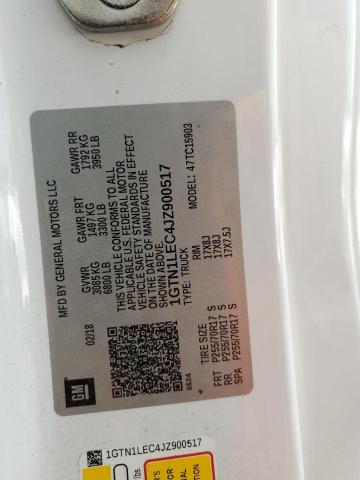 MFD BY GENERAL MOTORS LLC
02/18 GVWR GAWR FRT GAWR RR
3085KG 1497 KG 1792 KG
6800 LB 3300 LB 3950 LB
THIS VEHICLE CONFORMS TO ALL
APPLICABLE U.S. FEDERAL MOTOR
VEHICLE SAFETY STANDARDS IN EFFECT
ON THE DATE OF MANUFACTURE
SHOWN ABOVE.
1GTN1LEC4JZ900517
TYPE: TRUCK MODEL: 47TC15903
TIRE SIZE RIM
FRT P255/70R17 S 17X8J
RR P255/70R17 S 17X8J
SPA P255/70R17 S 17X7.5J
GM
8624
1GTN1LEC4JZ900517
lbs